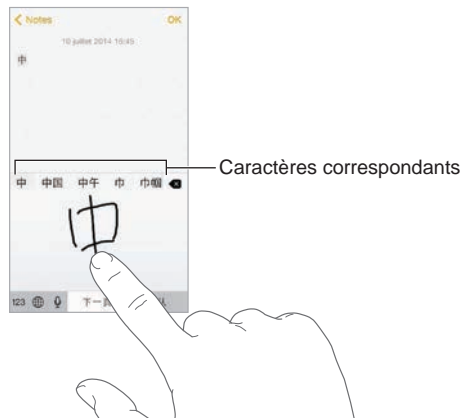 Notes OK
10 juillet 2014 16:45
中
Caractères correspondants
中 中国 中午 巾 巾帼
中
123 下一